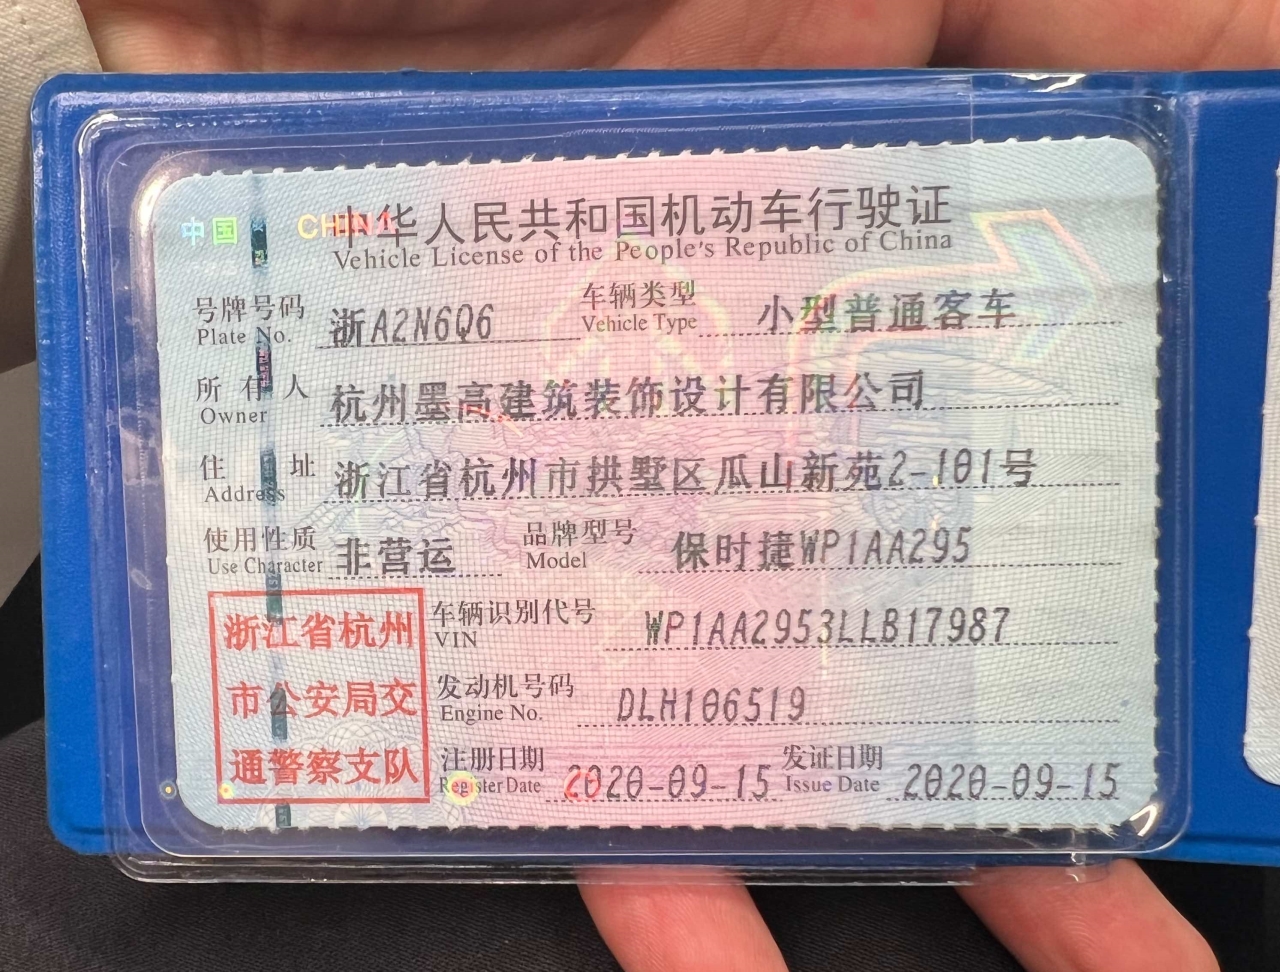 中国 CHINA
中华人民共和国机动车行驶证
Vehicle License of the People's Republic of China
号牌号码 浙A2N6Q6 车辆类型 小型普通客车
Plate No. Vehicle Type
所有人 杭州墨高建筑装饰设计有限公司
Owner
住址 浙江省杭州市拱墅区瓜山新苑2-101号
Address
使用性质 非营运 品牌型号 保时捷WP1AA295
Use Character Model
浙江省杭州
市公安局交
通警察支队
车辆识别代号 WP1AA2953LLB17987
VIN
发动机号码 DLH106519
Engine No.
注册日期 2020-09-15 发证日期 2020-09-15
Register Date Issue Date